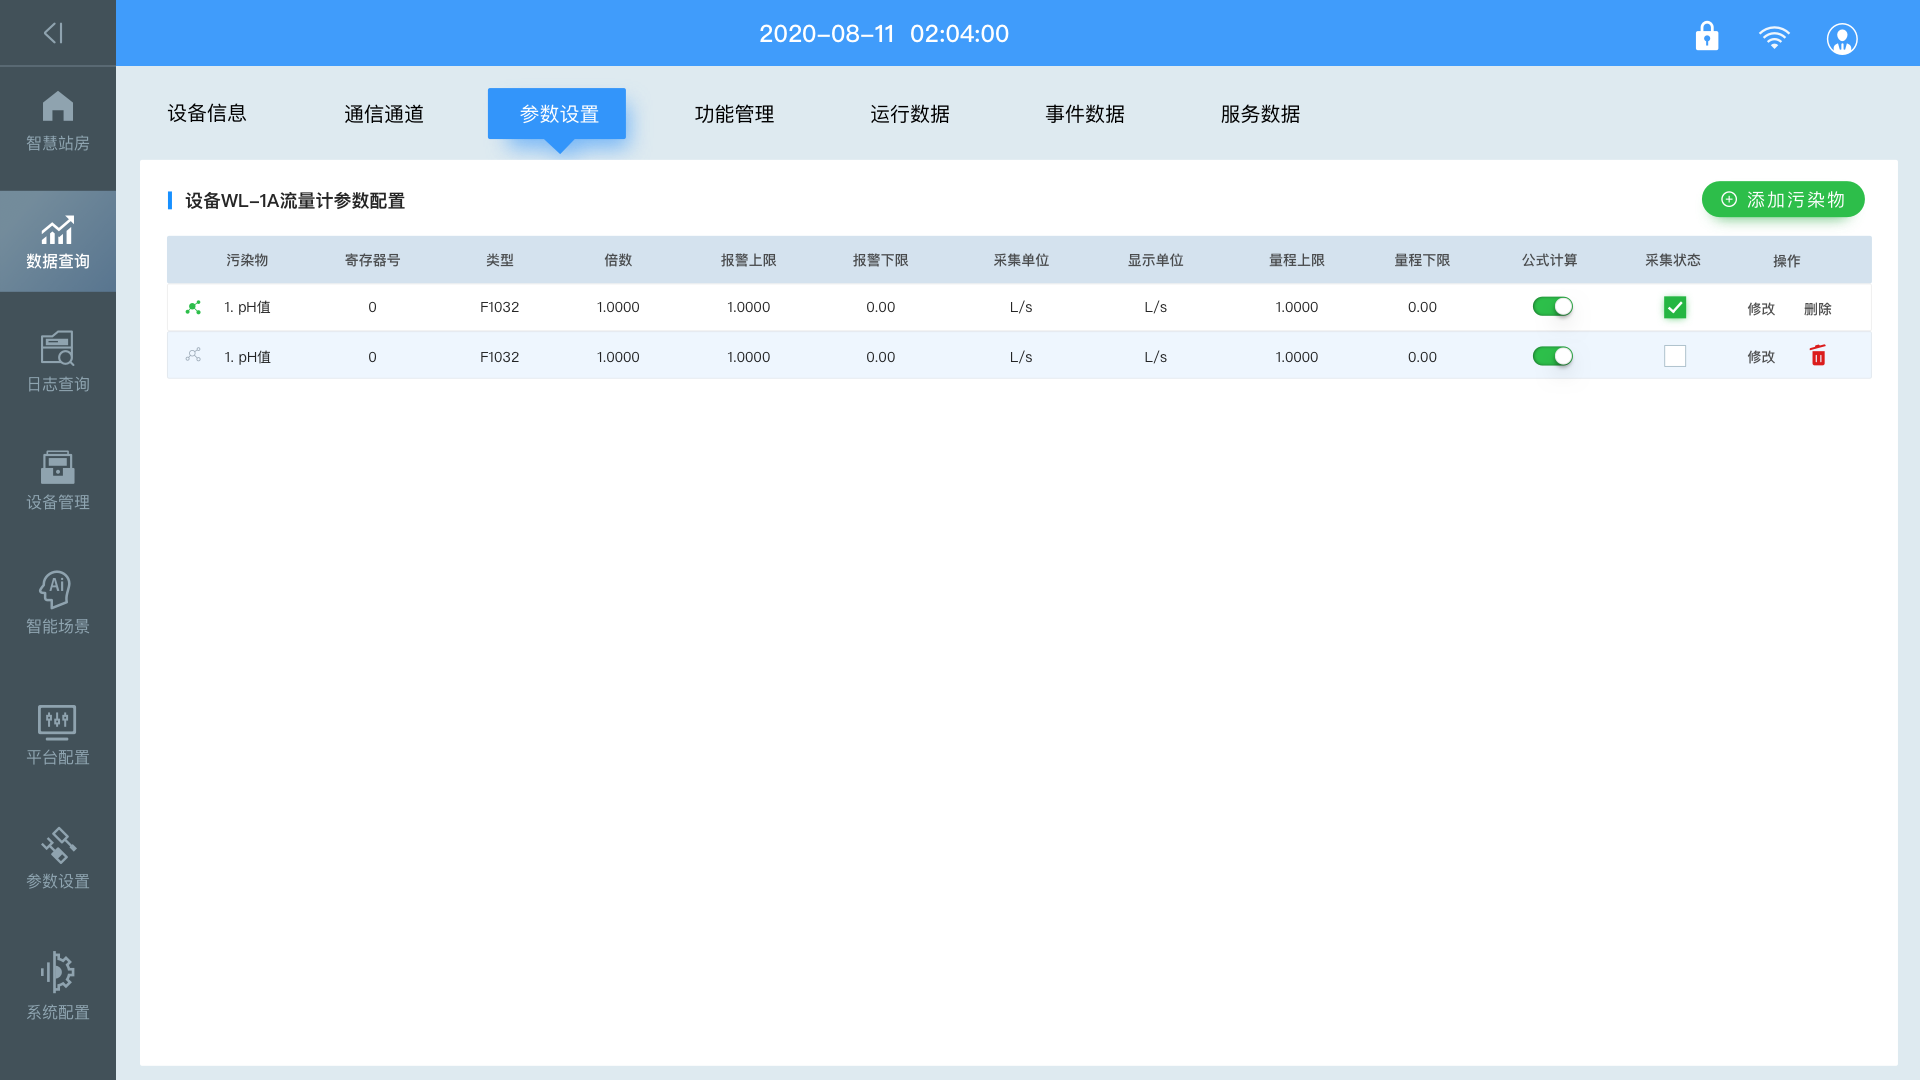 2020-08-11 02:04:00
智慧站房
数据查询
日志查询
设备管理
Ai
智能场景
平台配置
参数设置
系统配置
设备信息 通信通道 参数设置 功能管理 运行数据 事件数据 服务数据
设备WL-1A流量计参数配置
添加污染物
污染物 寄存器号 类型 倍数 报警上限 报警下限 采集单位 显示单位 量程上限 量程下限 公式计算 采集状态 操作
1. pH值 0 F1032 1.0000 1.0000 0.00 L/s L/s 1.0000 0.00 修改 删除
1. pH值 0 F1032 1.0000 1.0000 0.00 L/s L/s 1.0000 0.00 修改